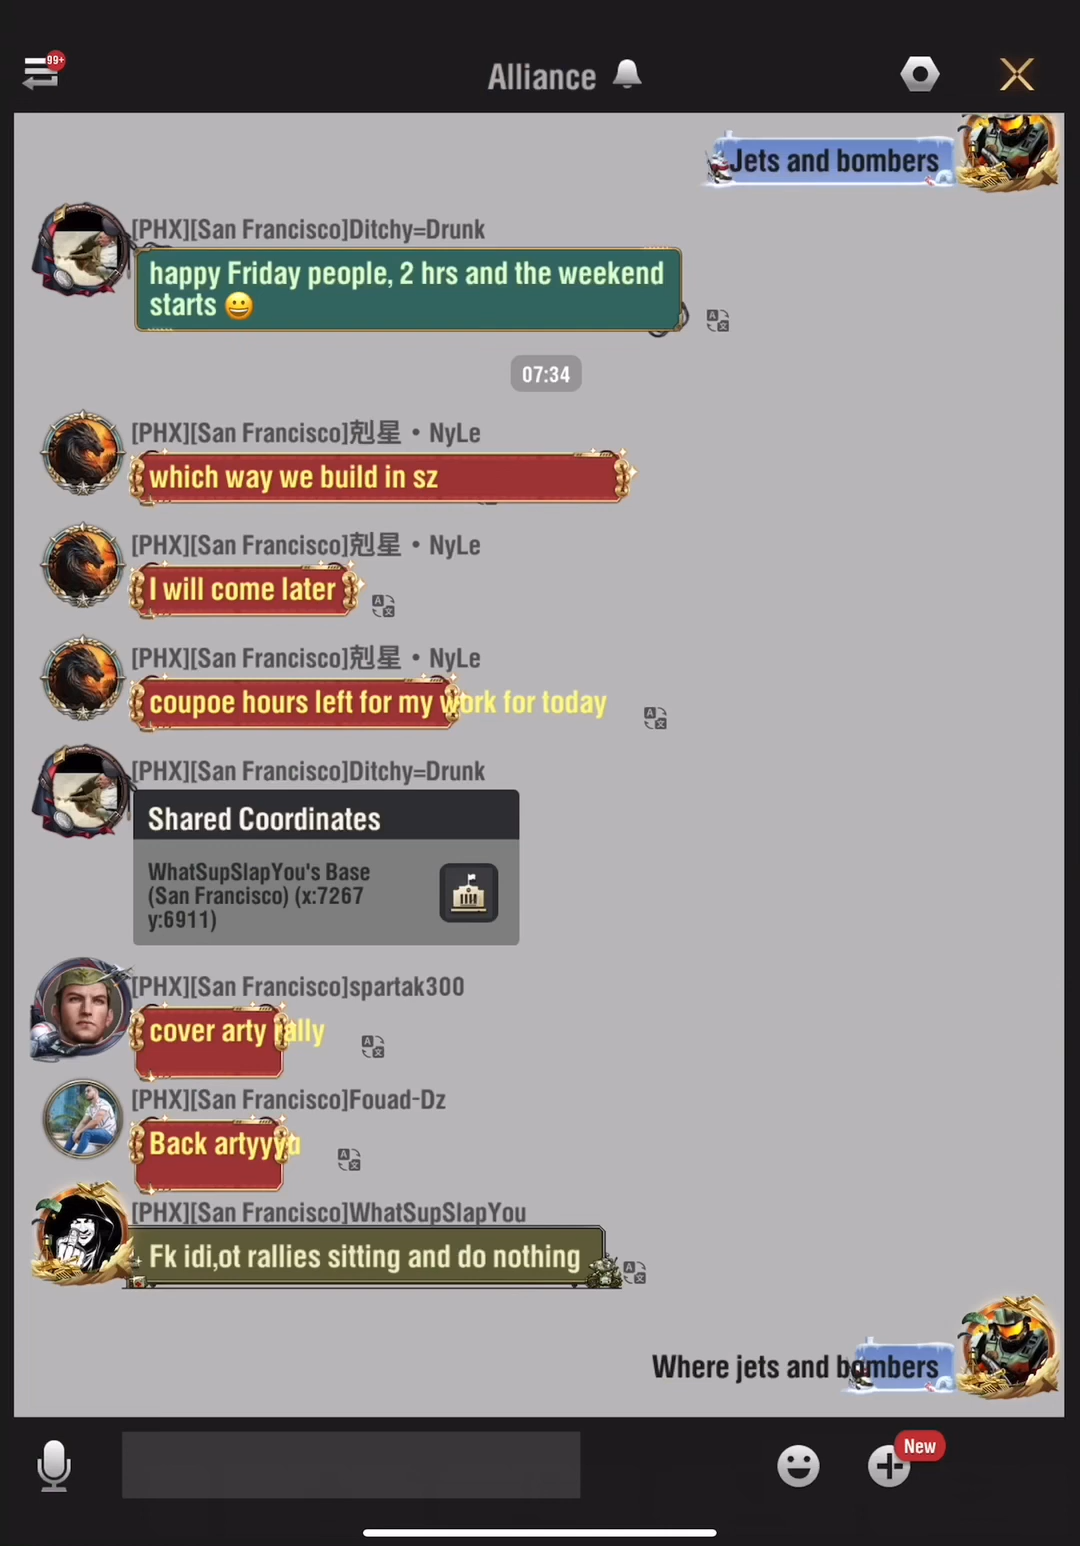 99+
Alliance
Jets and bombers
[PHX][San Francisco]Ditchy=Drunk
happy Friday people, 2 hrs and the weekend
starts 😀
07:34
[PHX][San Francisco]剋星・NyLe
which way we build in sz
[PHX][San Francisco]剋星・NyLe
I will come later
[PHX][San Francisco]剋星・NyLe
coupoe hours left for my work for today
[PHX][San Francisco]Ditchy=Drunk
Shared Coordinates
WhatSupSlapYou's Base
(San Francisco) (x:7267
y:6911)
[PHX][San Francisco]spartak300
cover arty rally
[PHX][San Francisco]Fouad-Dz
Back artyyyy
[PHX][San Francisco]WhatSupSlapYou
Fk idi,ot rallies sitting and do nothing
Where jets and bombers
New